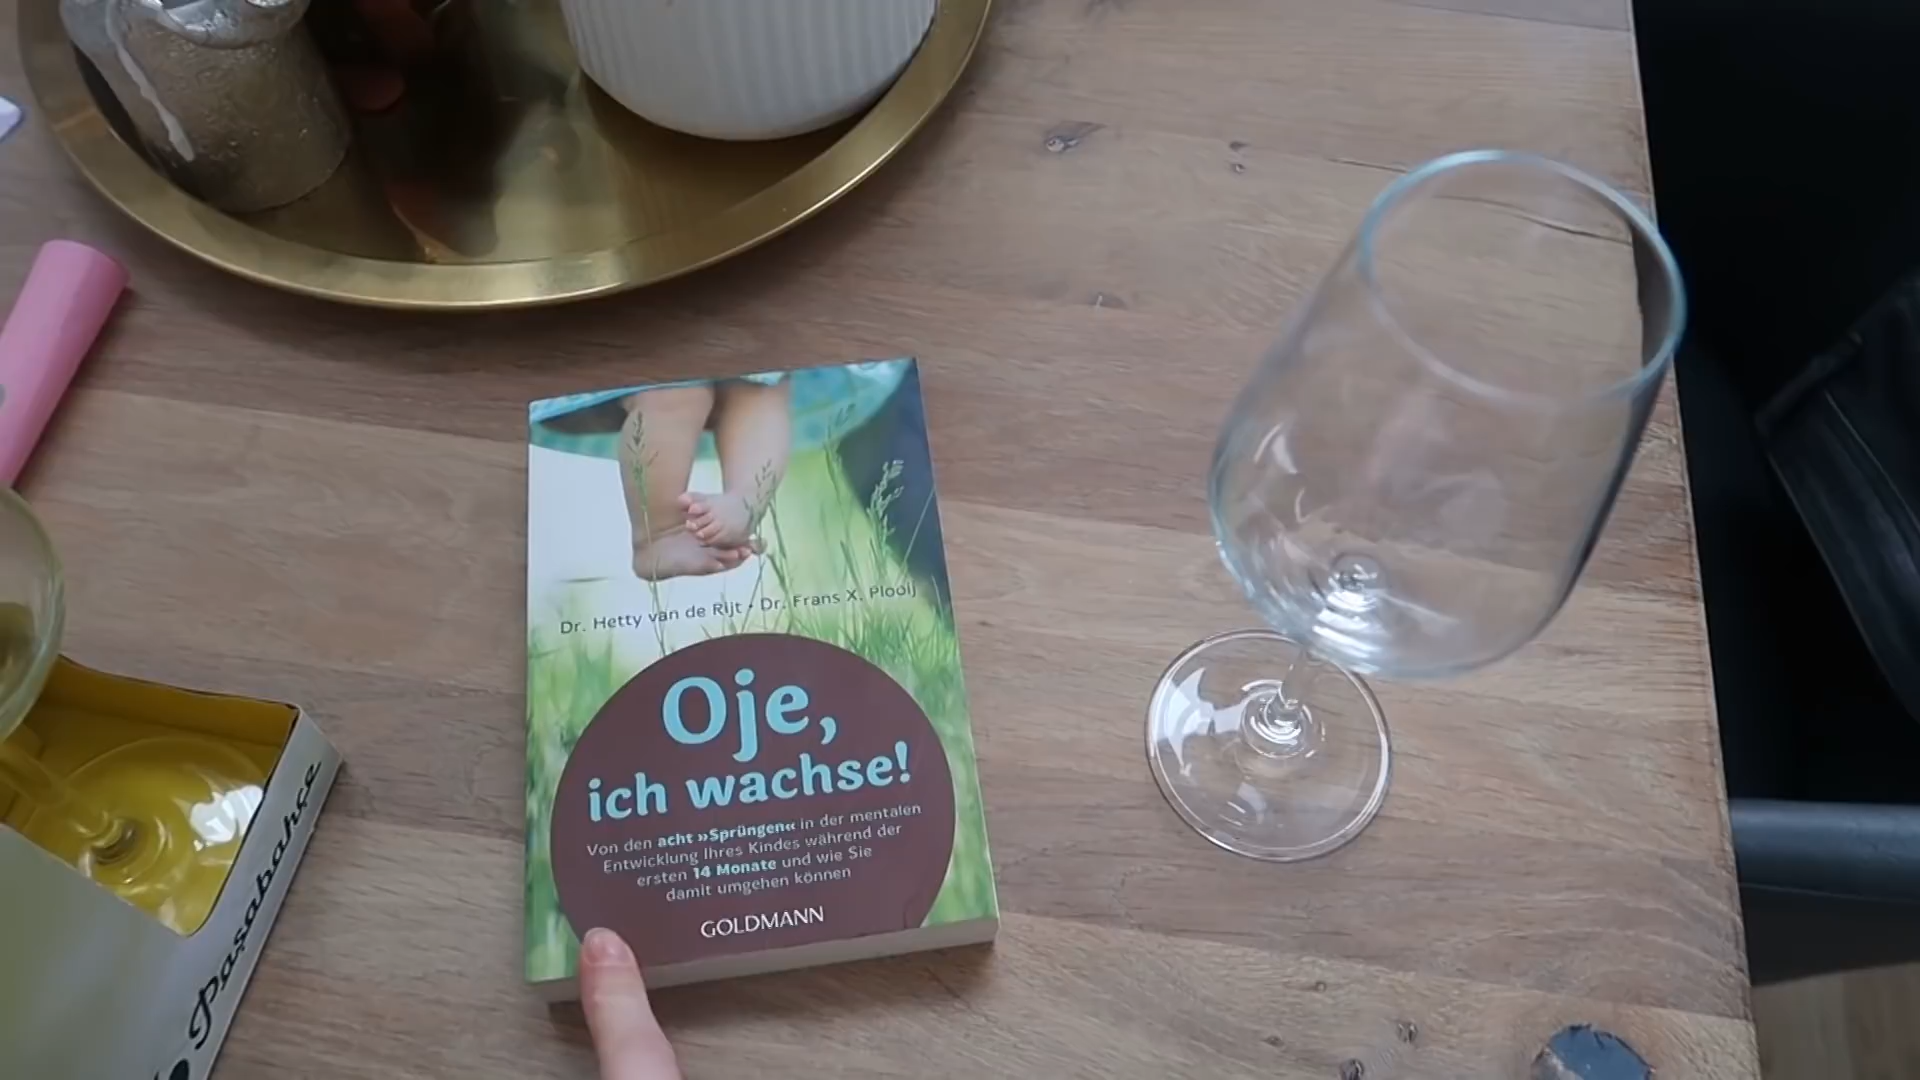 Dr. Hetty van de Rijt • Dr. Frans X. Plooij
Oje,
ich wachse!
Von den acht »Sprüngen« in der mentalen
Entwicklung Ihres Kindes während der
ersten 14 Monate und wie Sie
damit umgehen können
GOLDMANN
Paşabahçe